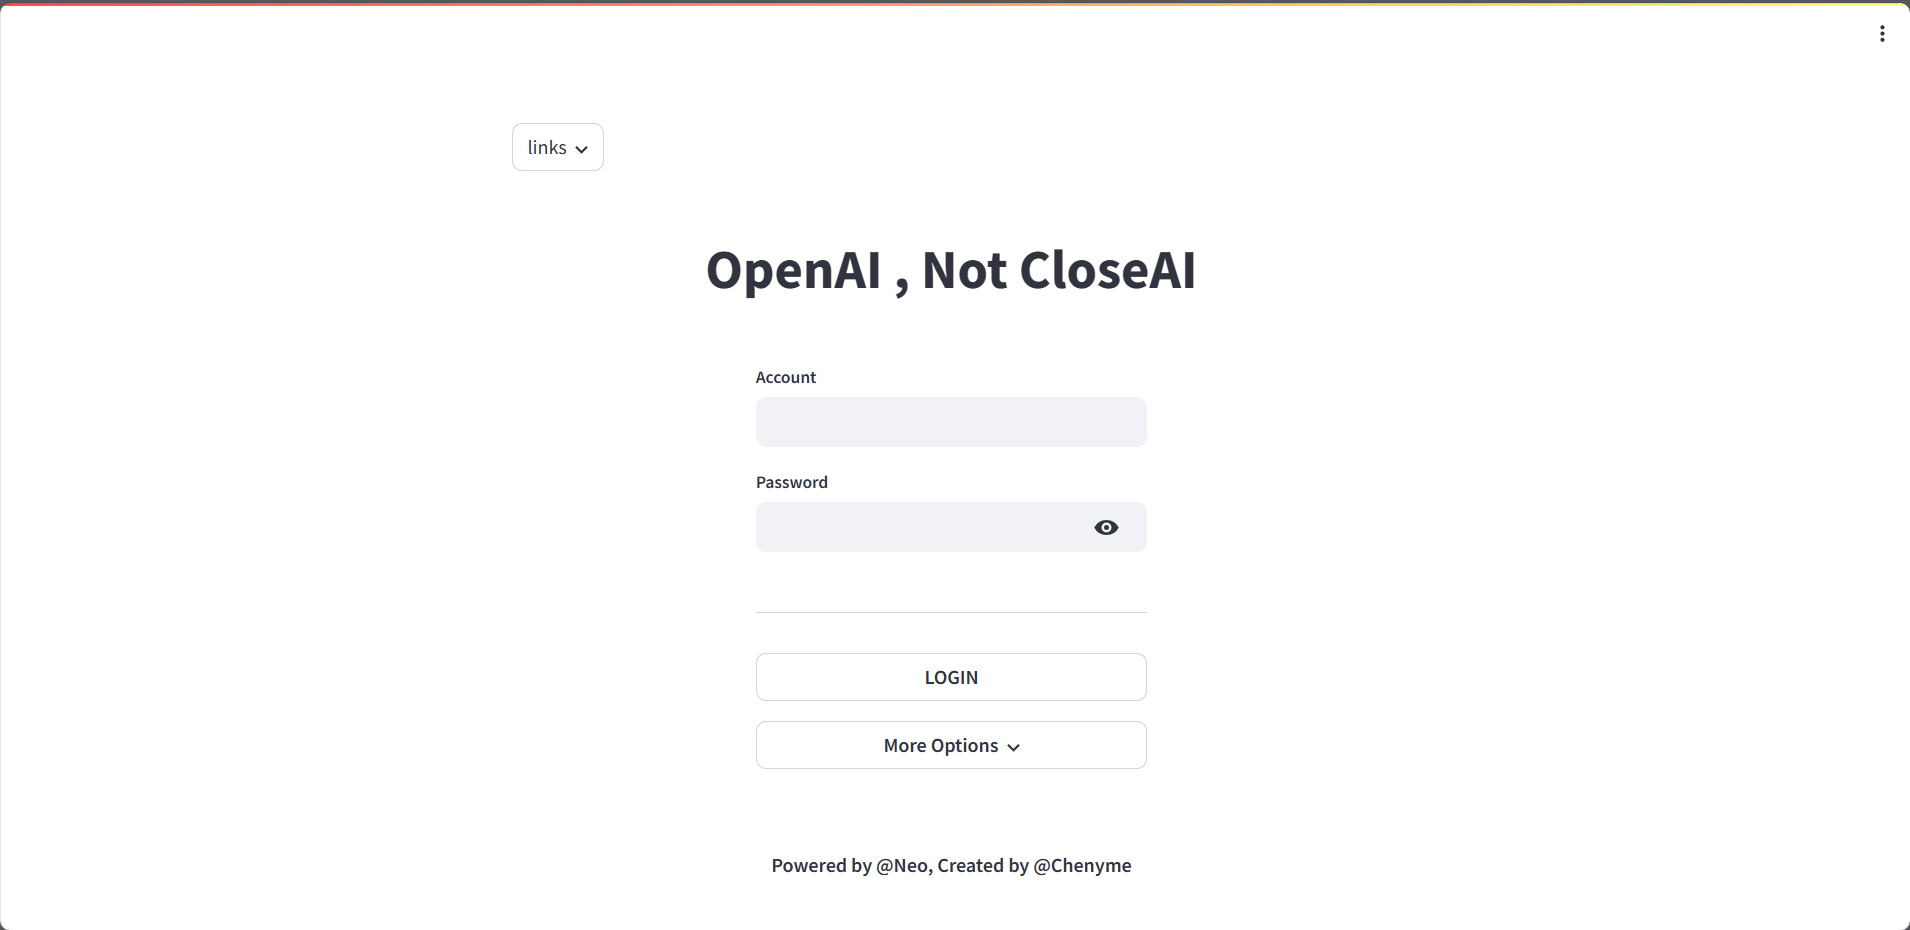 links
OpenAI , Not CloseAI
Account
Password
LOGIN
More Options
Powered by @Neo, Created by @Chenyme